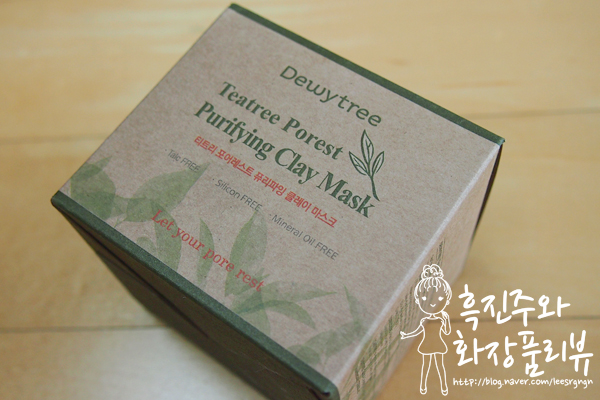 Dewytree
Teatree Porest
Purifying Clay Mask
티트리 포어레스트 퓨리파잉 클레이 마스크
Talc FREE
Silicon FREE
Mineral Oil FREE
Let your pore rest
흑진주와
화장품리뷰
http://blog.naver.com/leesrgngn